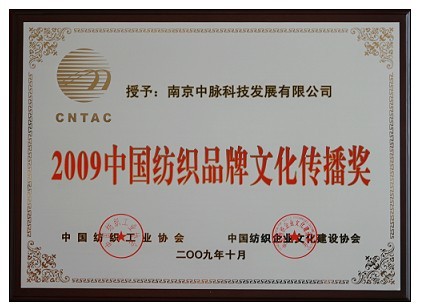 授予：南京中脉科技发展有限公司
CNTAC
2009中国纺织品牌文化传播奖
中国纺织工业协会 中国纺织企业文化建设协会
二〇〇九年十月